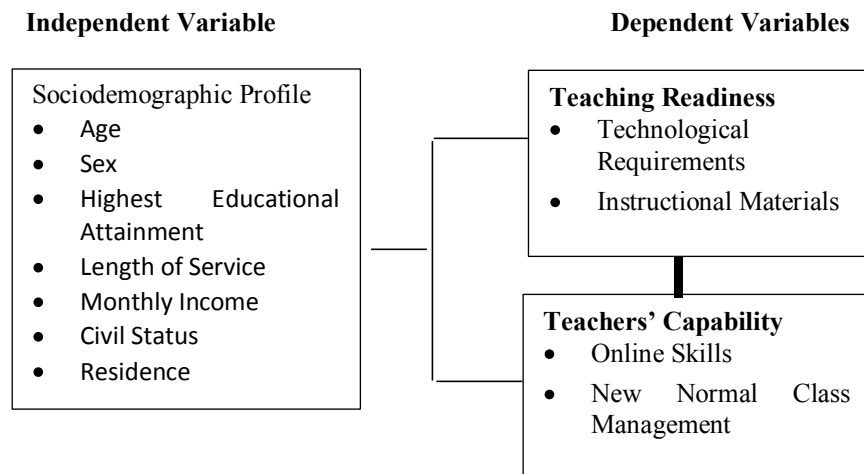 Independent Variable
Dependent Variables
Sociodemographic Profile
• Age
• Sex
• Highest Educational
Attainment
• Length of Service
• Monthly Income
• Civil Status
• Residence
Teaching Readiness
• Technological
Requirements
• Instructional Materials
Teachers’ Capability
• Online Skills
• New Normal Class
Management